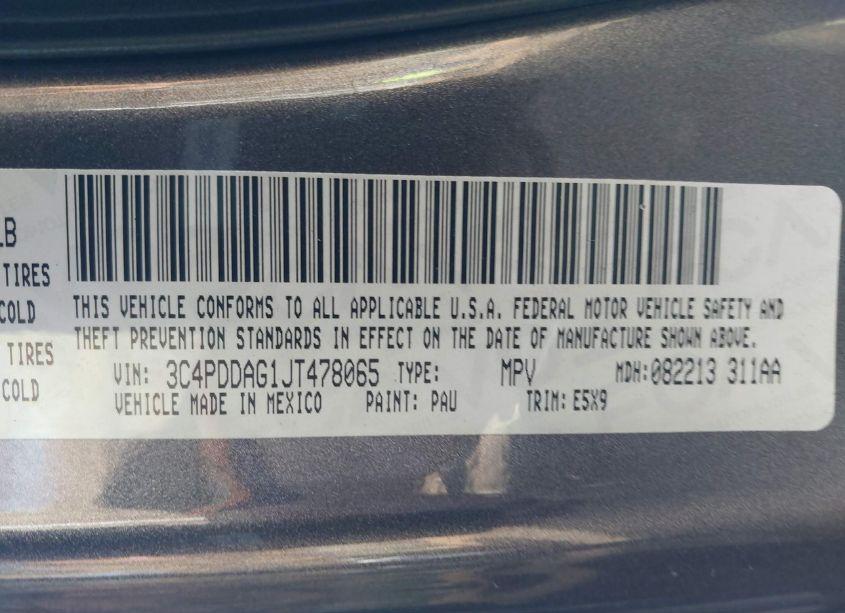 LB
TIRES
COLD
TIRES
COLD
THIS VEHICLE CONFORMS TO ALL APPLICABLE U.S.A. FEDERAL MOTOR VEHICLE SAFETY AND
THEFT PREVENTION STANDARDS IN EFFECT ON THE DATE OF MANUFACTURE SHOWN ABOVE.
VIN: 3C4PDDAG1JT478065 TYPE: MPV MDH:082213 311AA
VEHICLE MADE IN MEXICO PAINT: PAU TRIM: E5X9